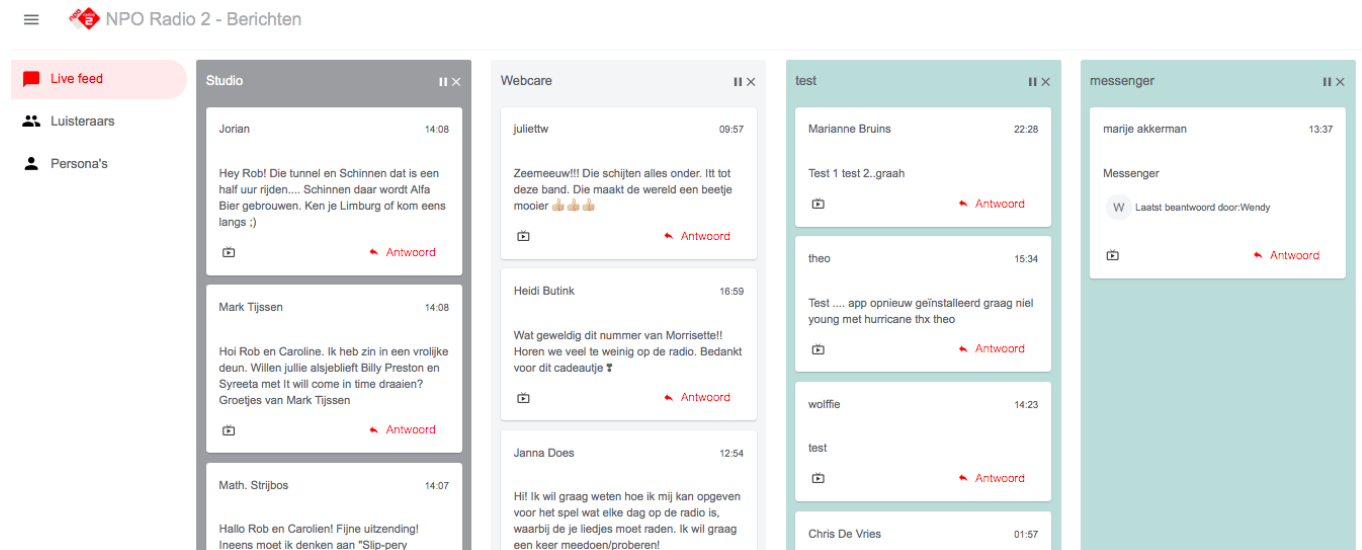 NPO Radio 2 - Berichten
Live feed
Luisteraars
Persona's
Studio
Jorian 14:08
Hey Rob! Die tunnel en Schinnen dat is een
half uur rijden.... Schinnen daar wordt Alfa
Bier gebrouwen. Ken je Limburg of kom eens
langs ;)
Antwoord
Mark Tijssen 14:08
Hoi Rob en Caroline. Ik heb zin in een vrolijke
deun. Willen jullie alsjeblieft Billy Preston en
Syreeta met It will come in time draaien?
Groetjes van Mark Tijssen
Antwoord
Math. Strijbos 14:07
Hallo Rob en Carolien! Fijne uitzending!
Ineens moet ik denken aan "Slip-pery
Webcare
juliettw 09:57
Zeemeeuw!!! Die schijten alles onder. Itt tot
deze band. Die maakt de wereld een beetje
mooier 👍🏼👍🏼👍🏼
Antwoord
Heidi Butink 16:59
Wat geweldig dit nummer van Morrisette!!
Horen we veel te weinig op de radio. Bedankt
voor dit cadeautje ❣
Antwoord
Janna Does 12:54
Hi! Ik wil graag weten hoe ik mij kan opgeven
voor het spel wat elke dag op de radio is,
waarbij de je liedjes moet raden. Ik wil graag
een keer meedoen/proberen!
test
Marianne Bruins 22:28
Test 1 test 2..graah
Antwoord
theo 15:34
Test .... app opnieuw geïnstalleerd graag niel
young met hurricane thx theo
Antwoord
wolffie 14:23
test
Antwoord
Chris De Vries 01:57
messenger
marije akkerman 13:37
Messenger
W Laatst beantwoord door:Wendy
Antwoord